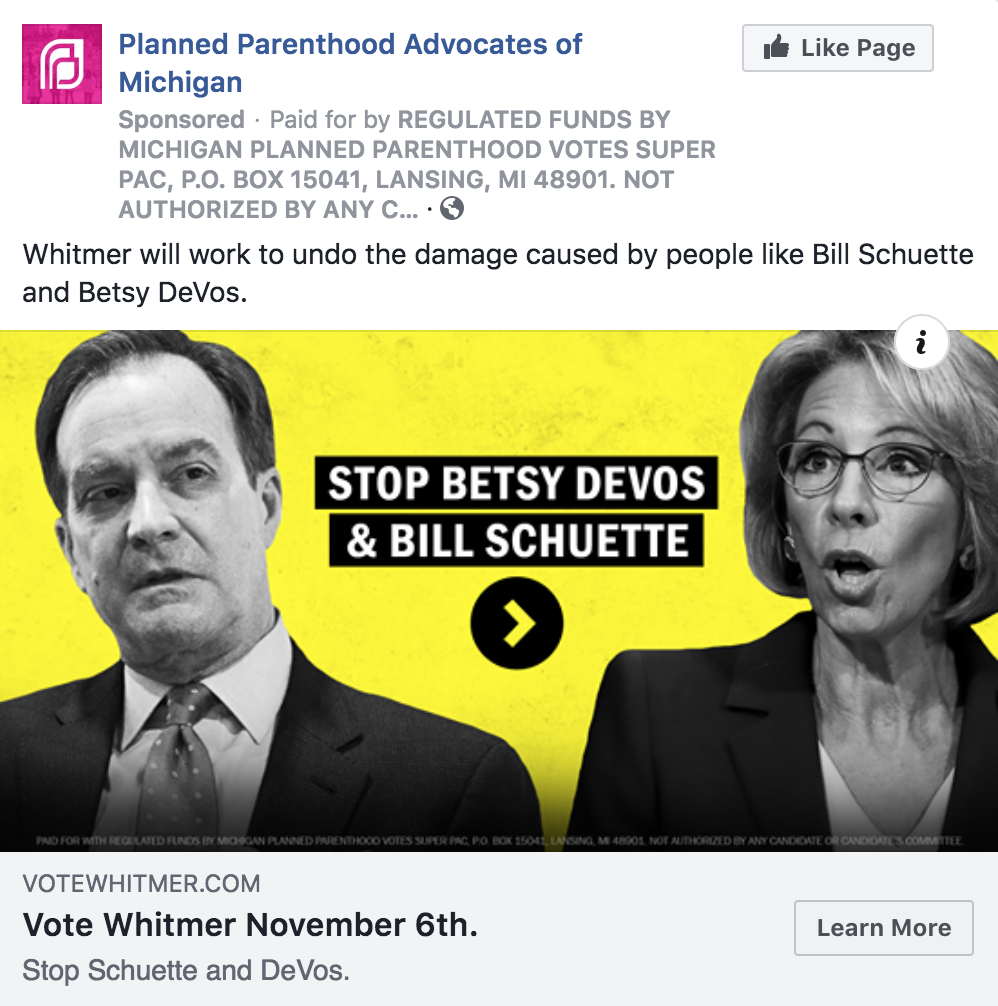 Planned Parenthood Advocates of
Michigan
Like Page
Sponsored · Paid for by REGULATED FUNDS BY
MICHIGAN PLANNED PARENTHOOD VOTES SUPER
PAC, P.O. BOX 15041, LANSING, MI 48901. NOT
AUTHORIZED BY ANY C... ·
Whitmer will work to undo the damage caused by people like Bill Schuette
and Betsy DeVos.
i
STOP BETSY DEVOS
& BILL SCHUETTE
PAID FOR WITH REGULATED FUNDS BY MICHIGAN PLANNED PARENTHOOD VOTES SUPER PAC, P.O. BOX 15041, LANSING, MI 48901. NOT AUTHORIZED BY ANY CANDIDATE OR CANDIDATE'S COMMITTEE.
VOTEWHITMER.COM
Vote Whitmer November 6th.
Learn More
Stop Schuette and DeVos.